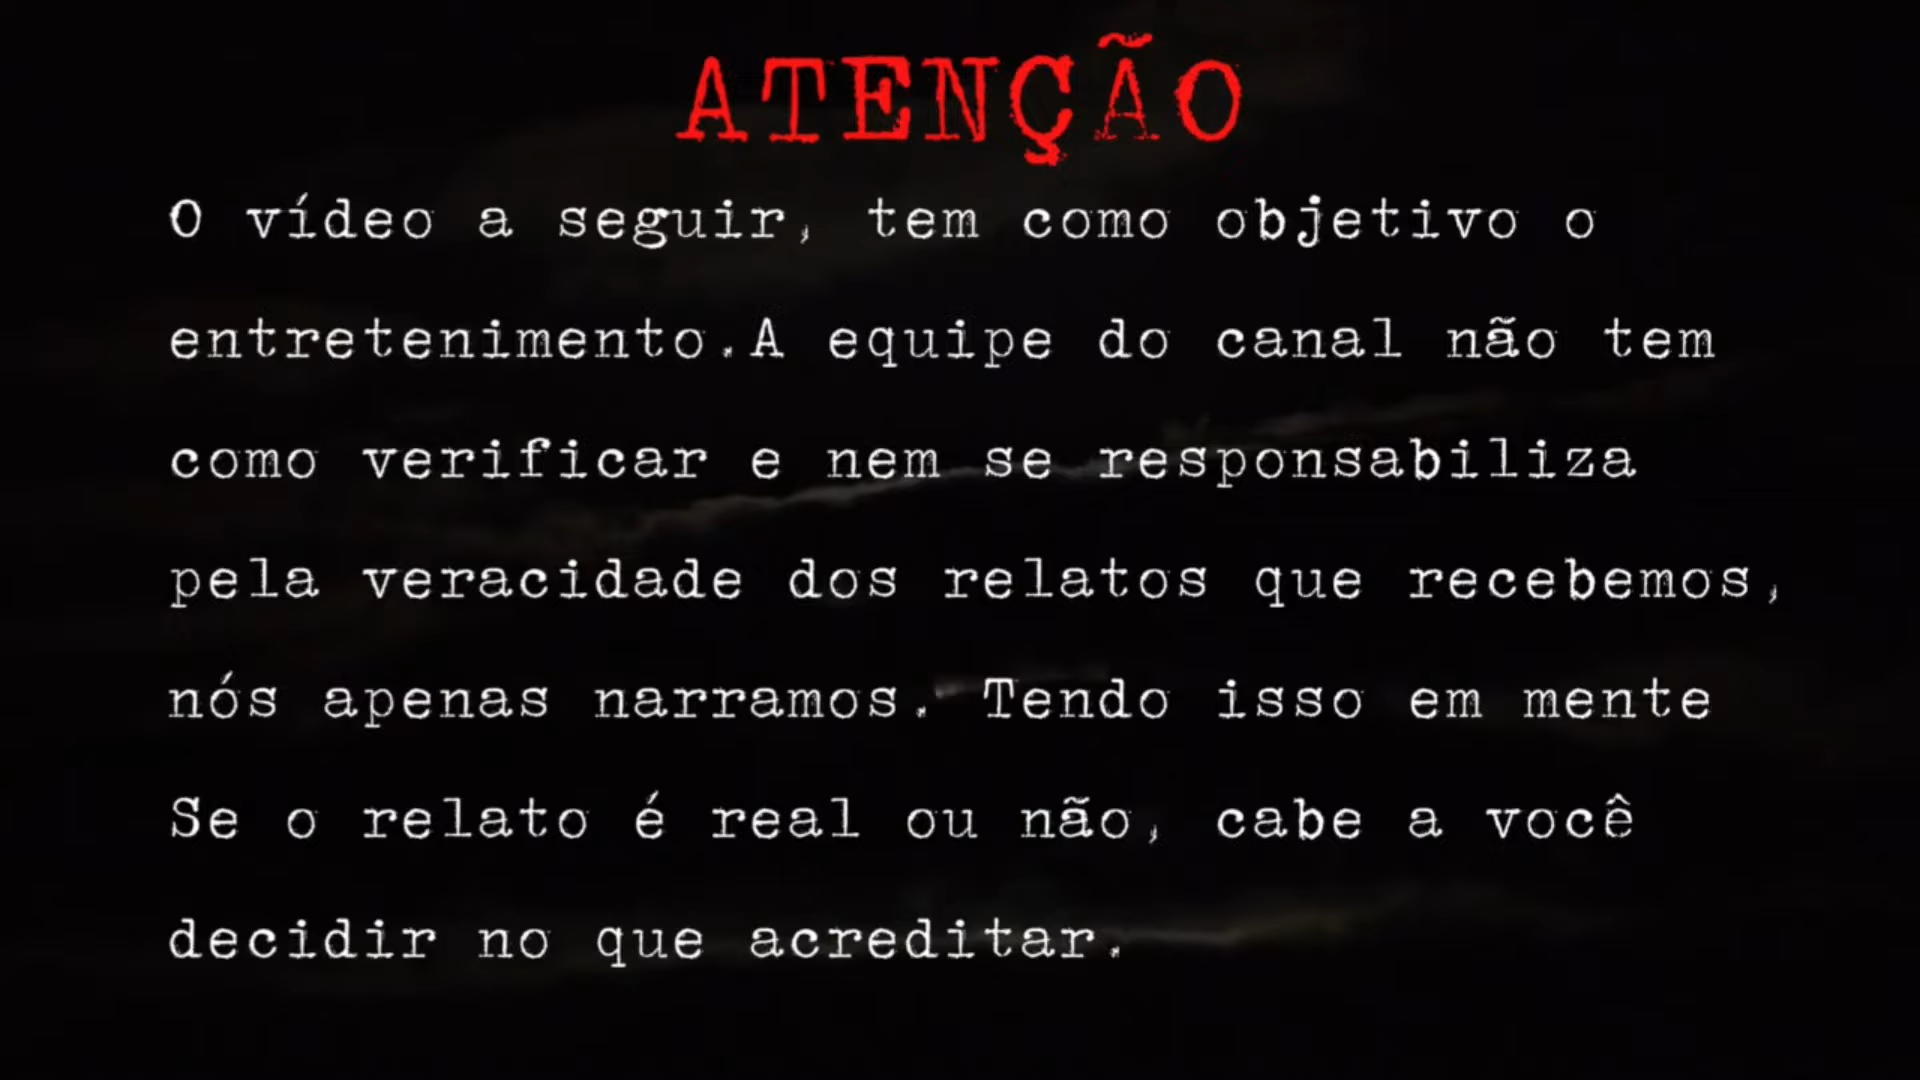 ATENÇÃO
O vídeo a seguir, tem como objetivo o
entretenimento.A equipe do canal não tem
como verificar e nem se responsabiliza
pela veracidade dos relatos que recebemos,
nós apenas narramos. Tendo isso em mente
Se o relato é real ou não, cabe a você
decidir no que acreditar.